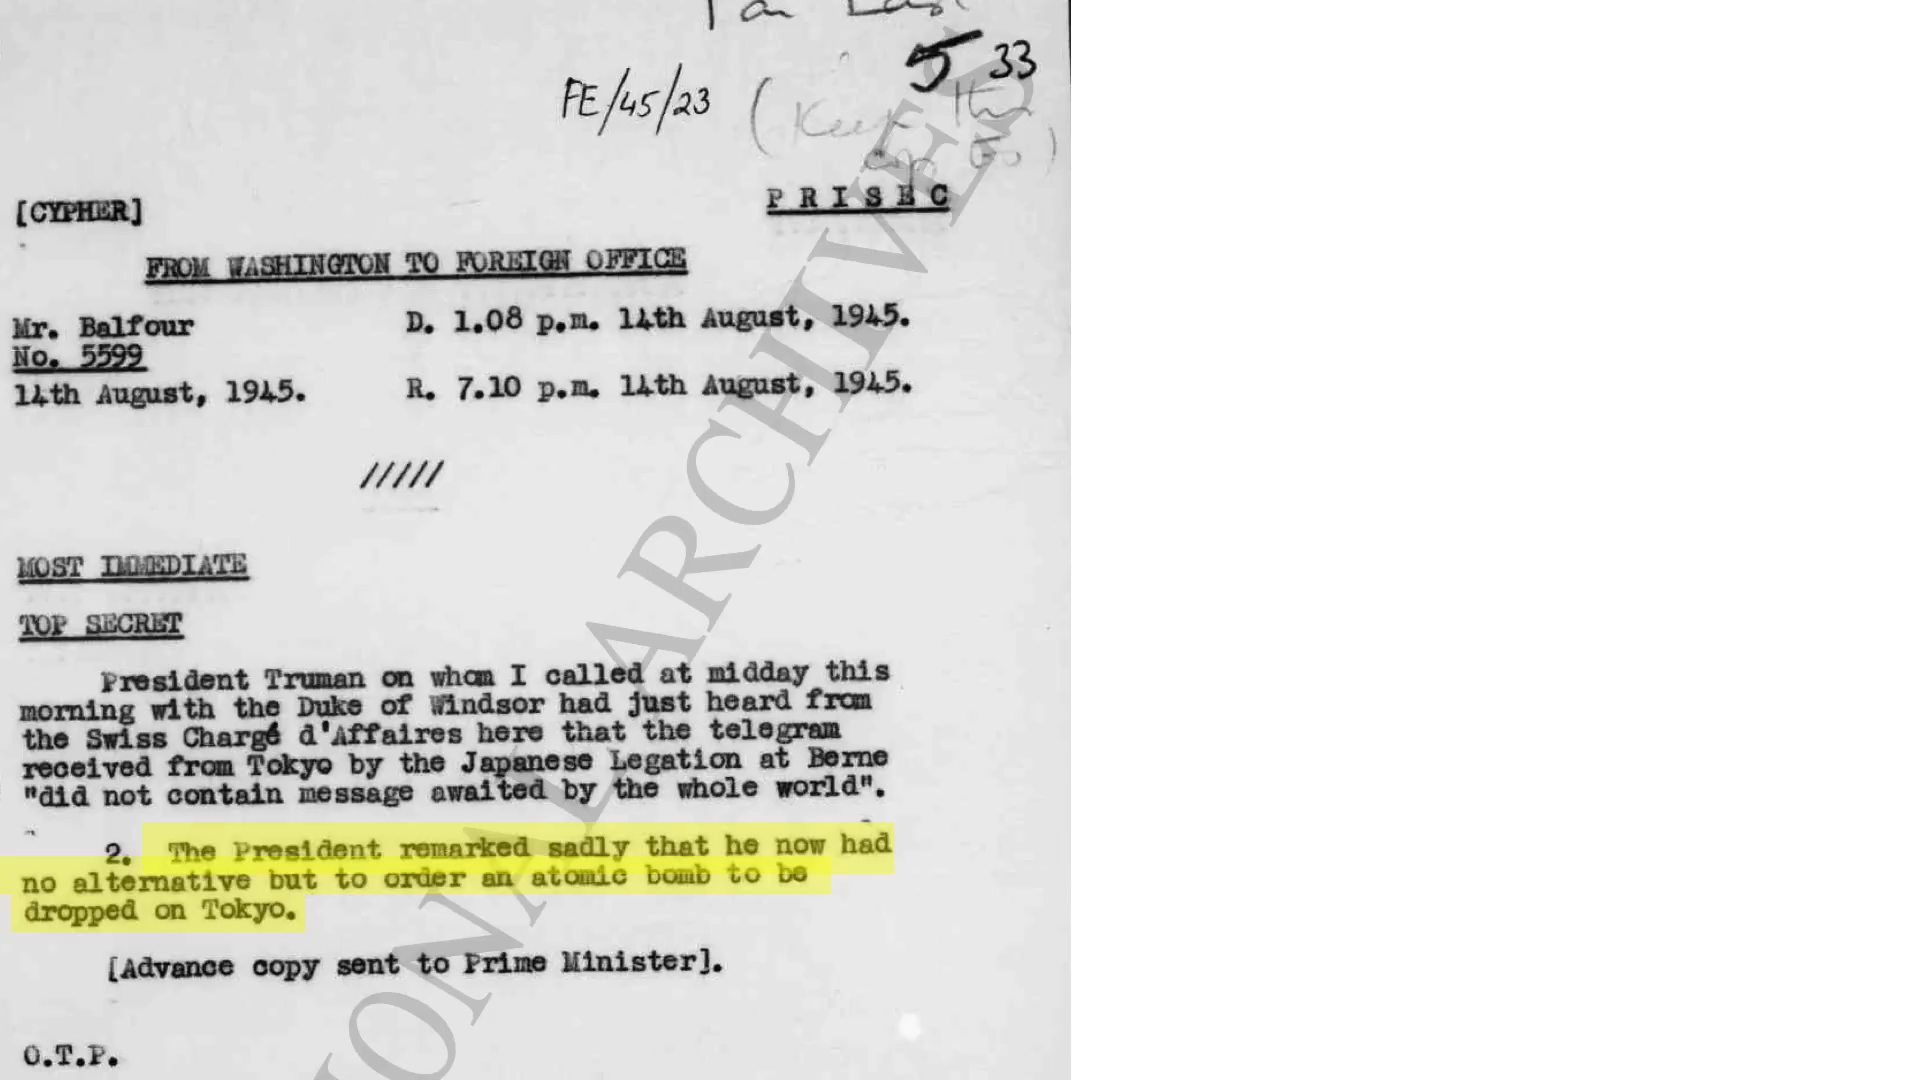 5 33
FE/45/23
[CYPHER]
PRISEC
FROM WASHINGTON TO FOREIGN OFFICE
Mr. Balfour D. 1.08 p.m. 14th August, 1945.
No. 5599
14th August, 1945. R. 7.10 p.m. 14th August, 1945.
//////
MOST IMMEDIATE
TOP SECRET
President Truman on whom I called at midday this
morning with the Duke of Windsor had just heard from
the Swiss Chargé d'Affaires here that the telegram
received from Tokyo by the Japanese Legation at Berne
"did not contain message awaited by the whole world".
2. The President remarked sadly that he now had
no alternative but to order an atomic bomb to be
dropped on Tokyo.
[Advance copy sent to Prime Minister].
O.T.P.
ONAL ARCHIVES